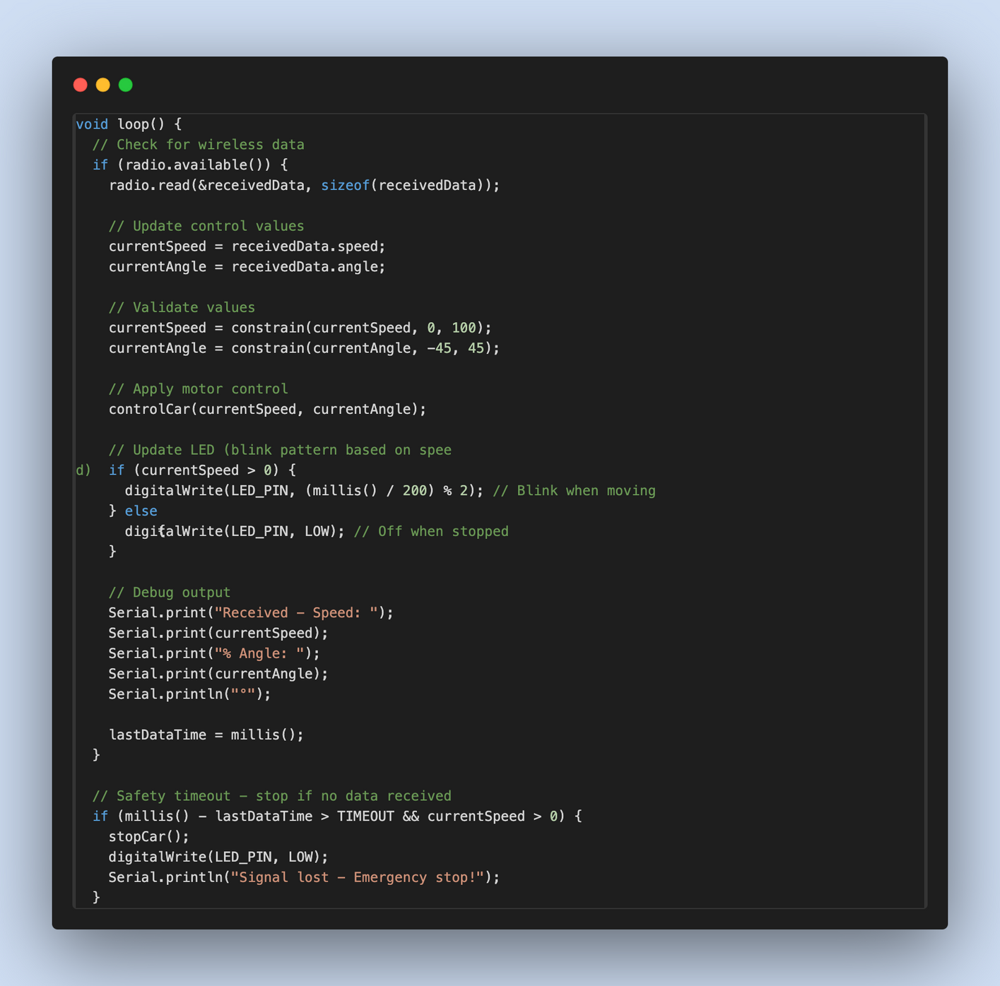 void loop() {
  // Check for wireless data
  if (radio.available()) {
    radio.read(&receivedData, sizeof(receivedData));

    // Update control values
    currentSpeed = receivedData.speed;
    currentAngle = receivedData.angle;

    // Validate values
    currentSpeed = constrain(currentSpeed, 0, 100);
    currentAngle = constrain(currentAngle, -45, 45);

    // Apply motor control
    controlCar(currentSpeed, currentAngle);

    // Update LED (blink pattern based on spee
d)  if (currentSpeed > 0) {
      digitalWrite(LED_PIN, (millis() / 200) % 2); // Blink when moving
    } else
{
      digitalWrite(LED_PIN, LOW); // Off when stopped
    }

    // Debug output
    Serial.print("Received - Speed: ");
    Serial.print(currentSpeed);
    Serial.print("% Angle: ");
    Serial.print(currentAngle);
    Serial.println("°");

    lastDataTime = millis();
  }

  // Safety timeout - stop if no data received
  if (millis() - lastDataTime > TIMEOUT && currentSpeed > 0) {
    stopCar();
    digitalWrite(LED_PIN, LOW);
    Serial.println("Signal lost - Emergency stop!");
  }